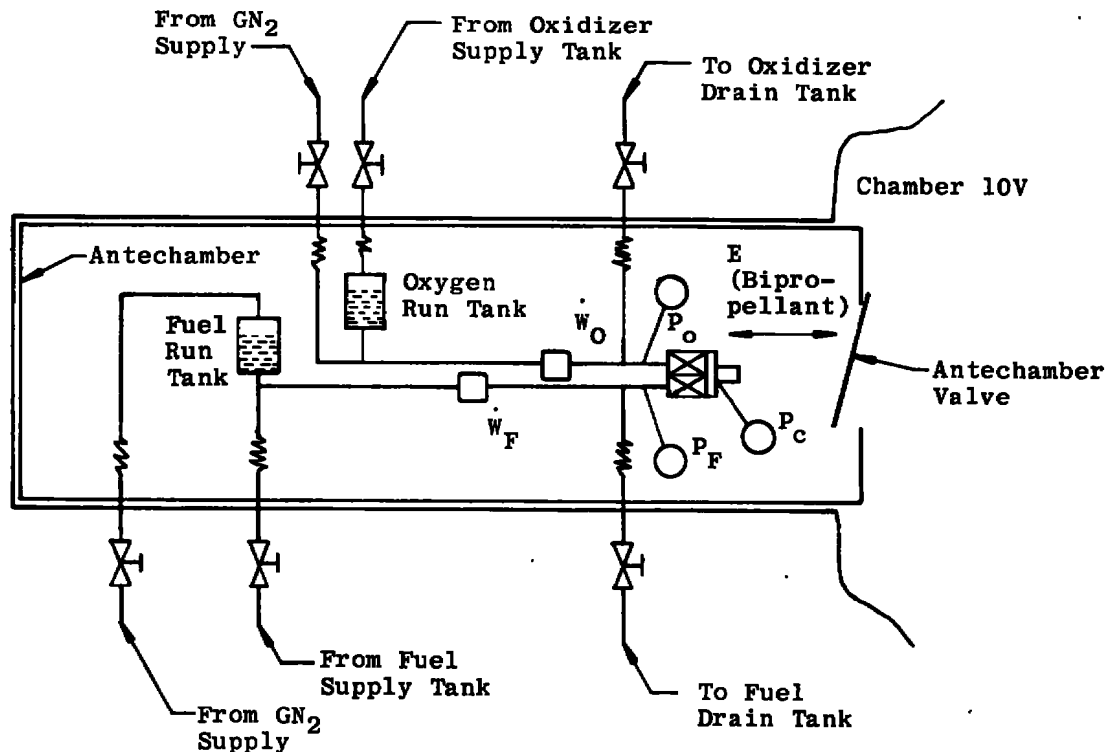 From GN2
Supply
From Oxidizer
Supply Tank
To Oxidizer
Drain Tank
Chamber 10V
Antechamber
Oxygen
Run Tank
E
(Bipro-
pellant)
Fuel
Run
Tank
ẆO
Po
Antechamber
Valve
ẆF
PF
Pc
From Fuel
Supply Tank
To Fuel
Drain Tank
From GN2
Supply